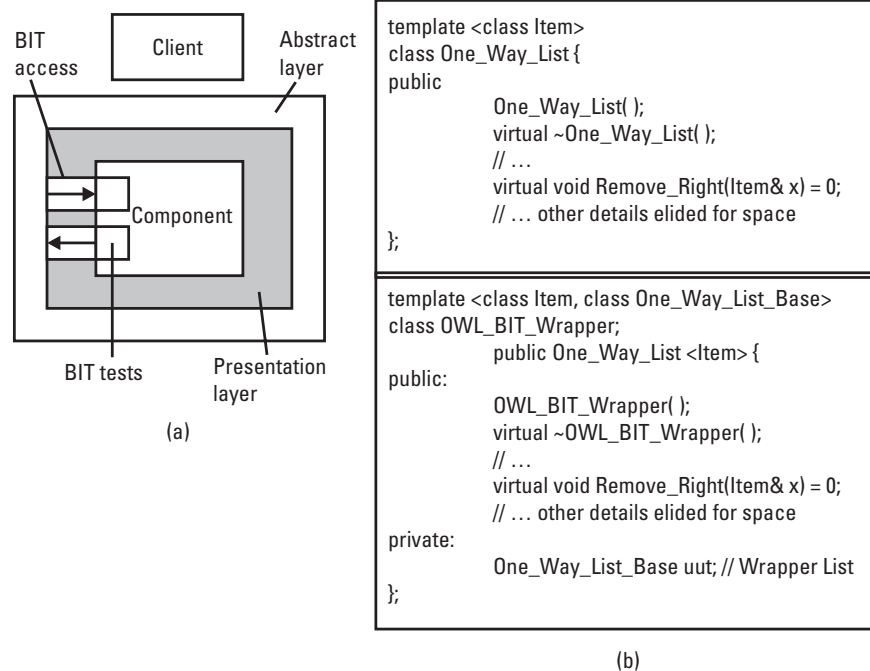 BIT
access
Client
Abstract
layer
Component
BIT tests
Presentation
layer
(a)
template <class Item>
class One_Way_List {
public
One_Way_List( );
virtual ~One_Way_List( );
// …
virtual void Remove_Right(Item& x) = 0;
// … other details elided for space
};
template <class Item, class One_Way_List_Base>
class OWL_BIT_Wrapper;
public One_Way_List <Item> {
public:
OWL_BIT_Wrapper( );
virtual ~OWL_BIT_Wrapper( );
// …
virtual void Remove_Right(Item& x) = 0;
// … other details elided for space
private:
One_Way_List_Base uut; // Wrapper List
};
(b)